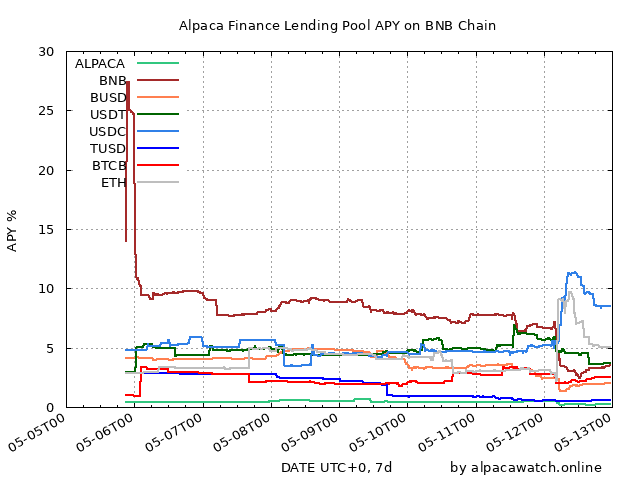 Alpaca Finance Lending Pool APY on BNB Chain
30
25
20
15
10
5
0
APY %
ALPACA
BNB
BUSD
USDT
USDC
TUSD
BTCB
ETH
05-05T00
05-06T00
05-07T00
05-08T00
05-09T00
05-10T00
05-11T00
05-12T00
05-13T00
DATE UTC+0, 7d
by alpacawatch.online